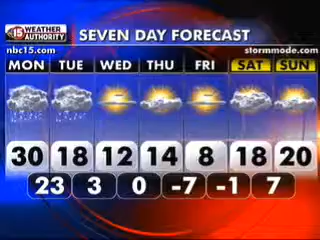 15 WEATHER AUTHORITY
SEVEN DAY FORECAST
nbc15.com
stormmode.com
MON TUE WED THU FRI SAT SUN
30 18 12 14 8 18 20
23 3 0 -7 -1 7